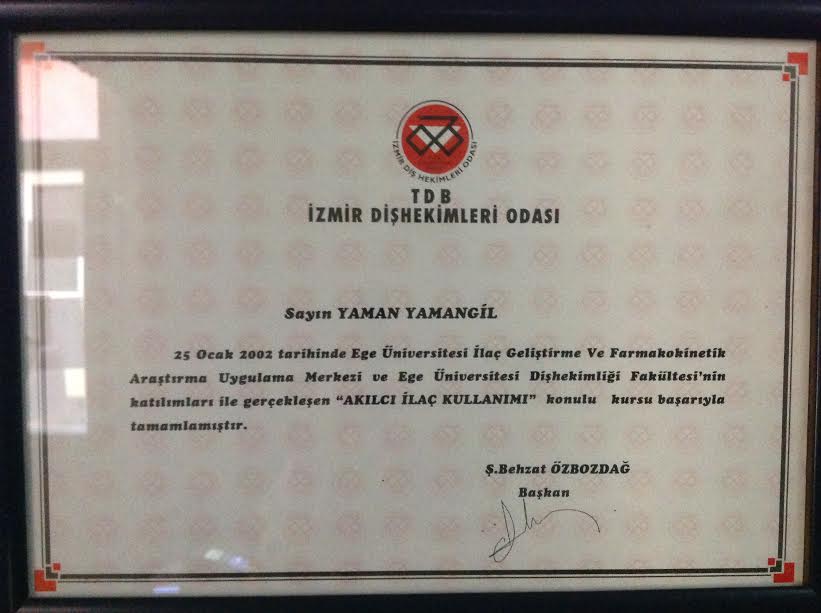 İZMİR DİŞ HEKİMLERİ ODASI
TDB
İZMİR DİŞHEKİMLERİ ODASI
Sayın YAMAN YAMANGİL
25 Ocak 2002 tarihinde Ege Üniversitesi İlaç Geliştirme Ve Farmakokinetik
Araştırma Uygulama Merkezi ve Ege Üniversitesi Dişhekimliği Fakültesi'nin
katılımları ile gerçekleşen “AKILCI İLAÇ KULLANIMI” konulu kursu başarıyla
tamamlamıştır.
Ş.Behzat ÖZBOZDAĞ
Başkan